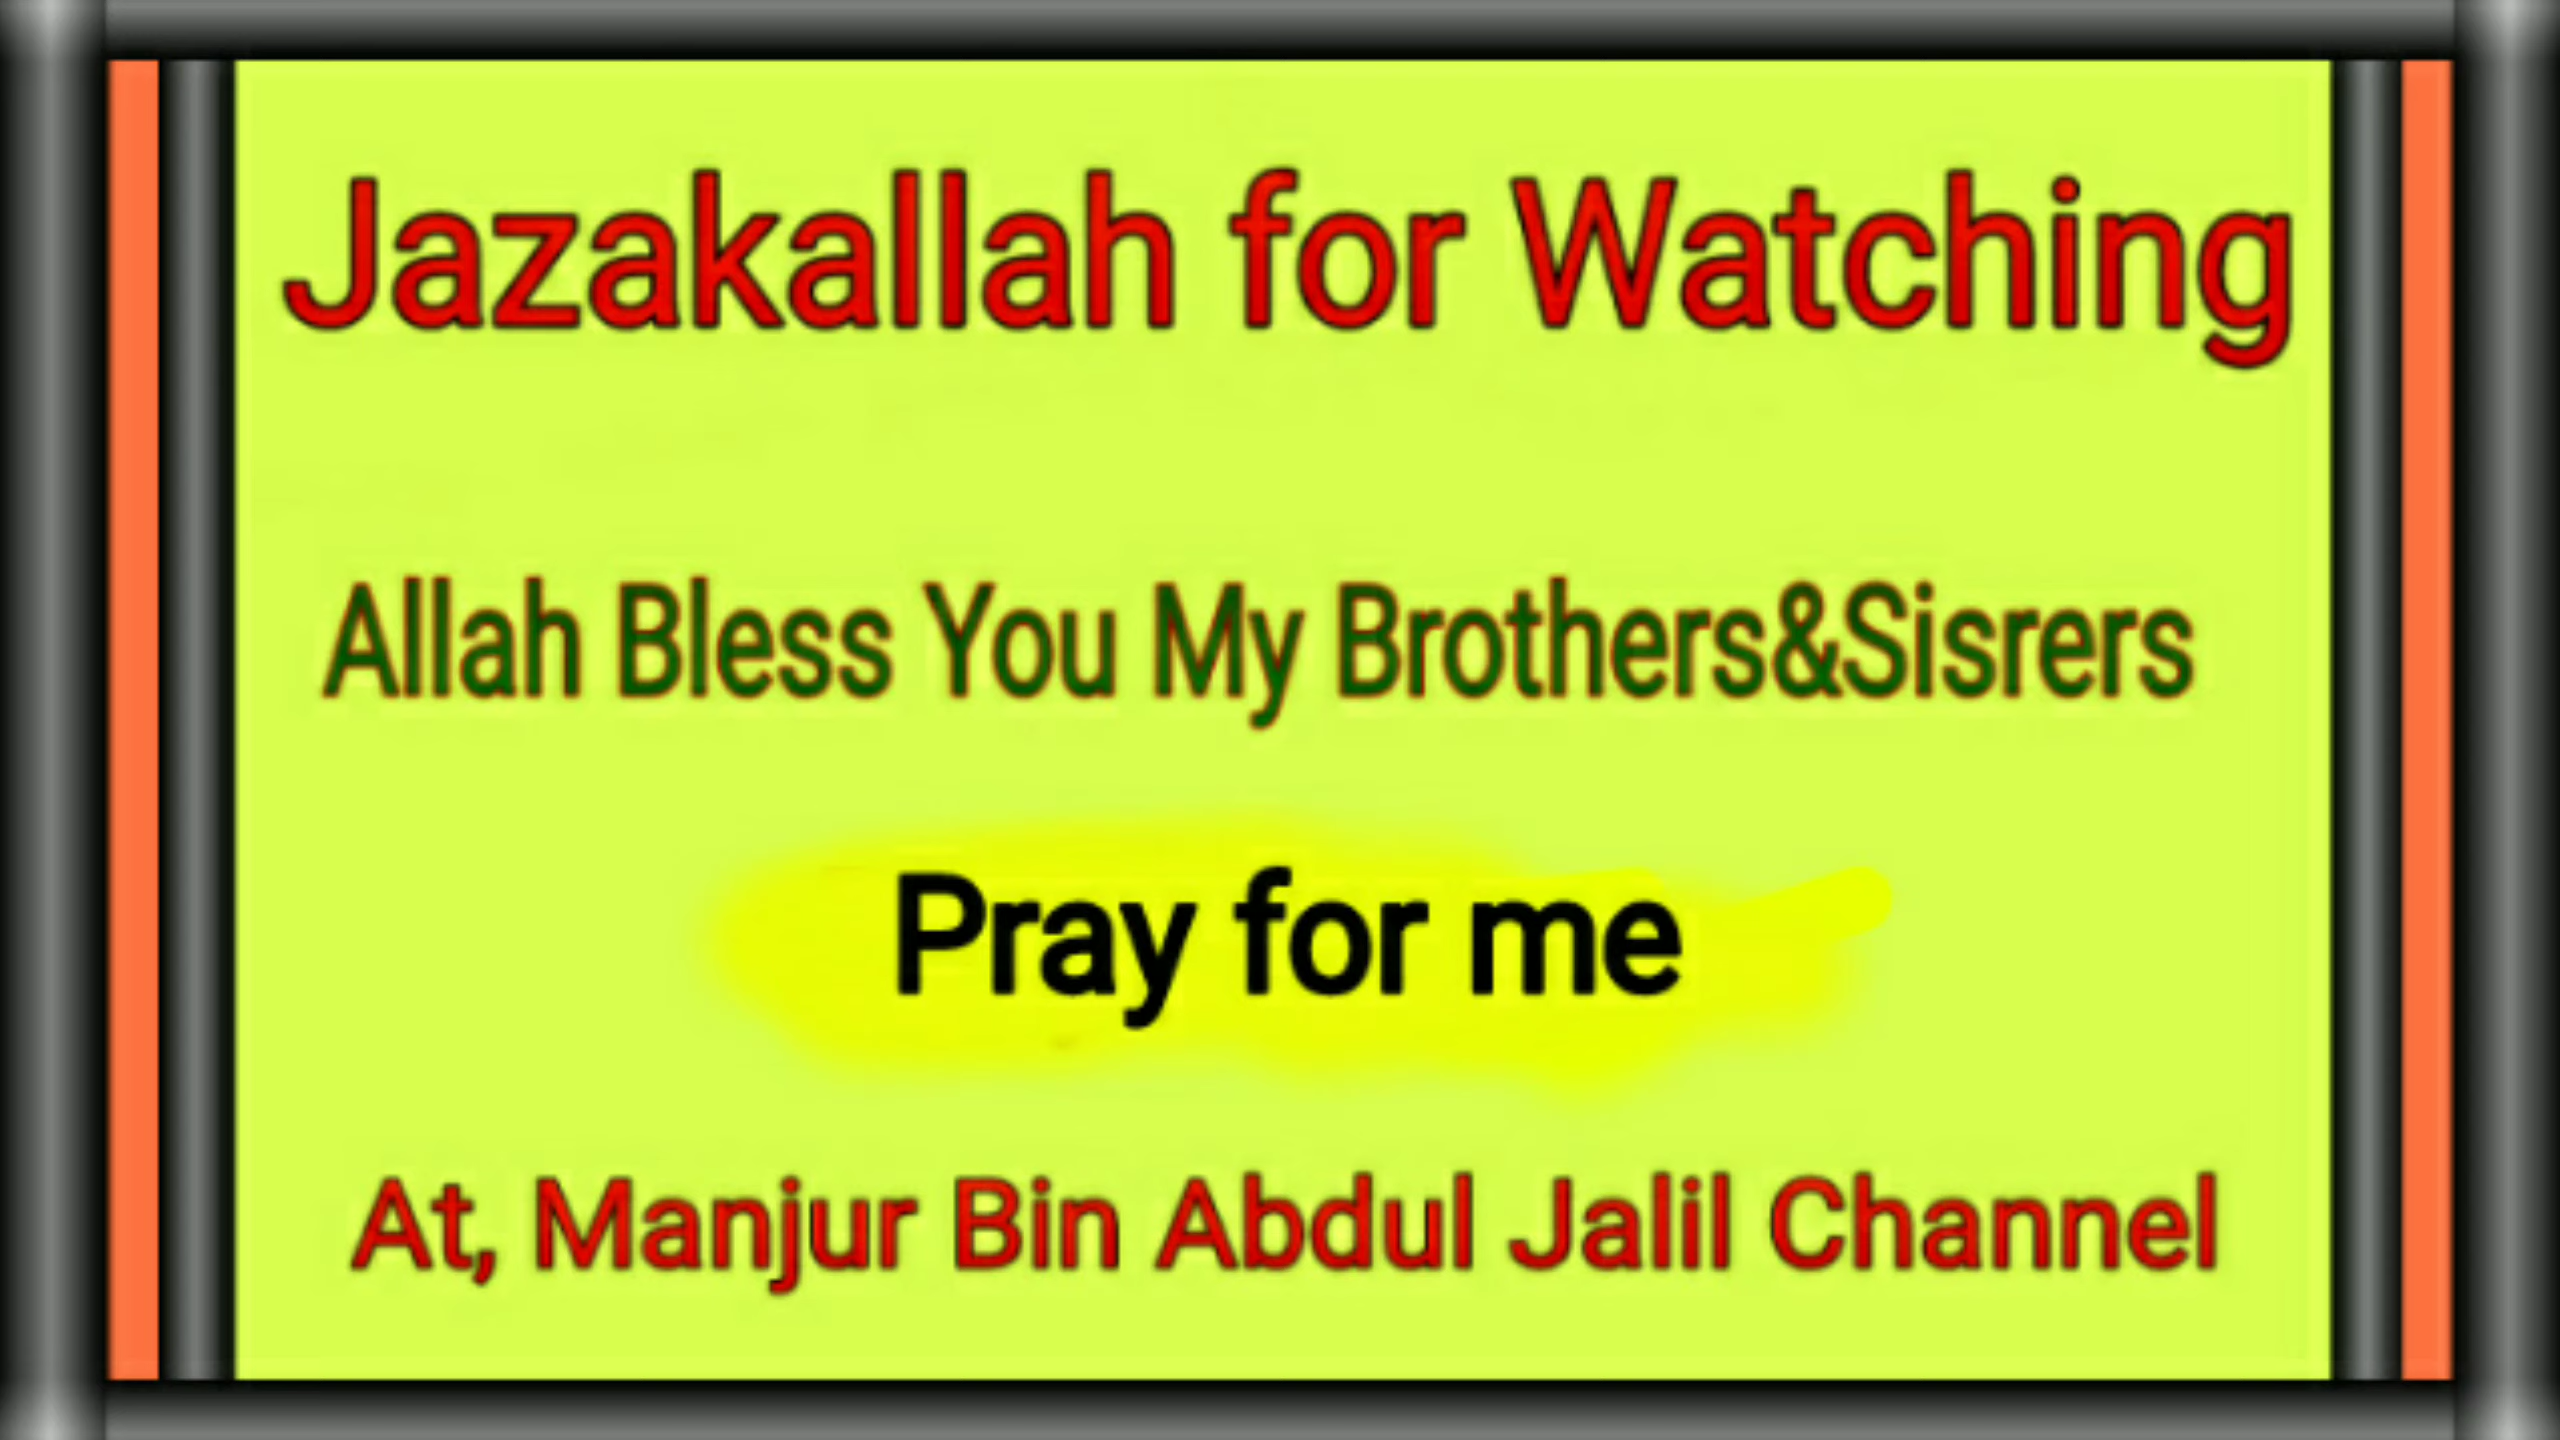 Jazakallah for Watching
Allah Bless You My Brothers&Sisrers
Pray for me
At, Manjur Bin Abdul Jalil Channel